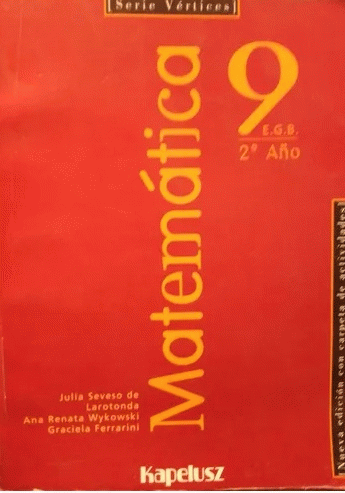 [Serie Vértices]
9
E.G.B.
2º Año
Matemática
[Nueva edición con carpeta de actividades]
Julia Seveso de
Larotonda
Ana Renata Wykowski
Graciela Ferrarini
Kapelusz